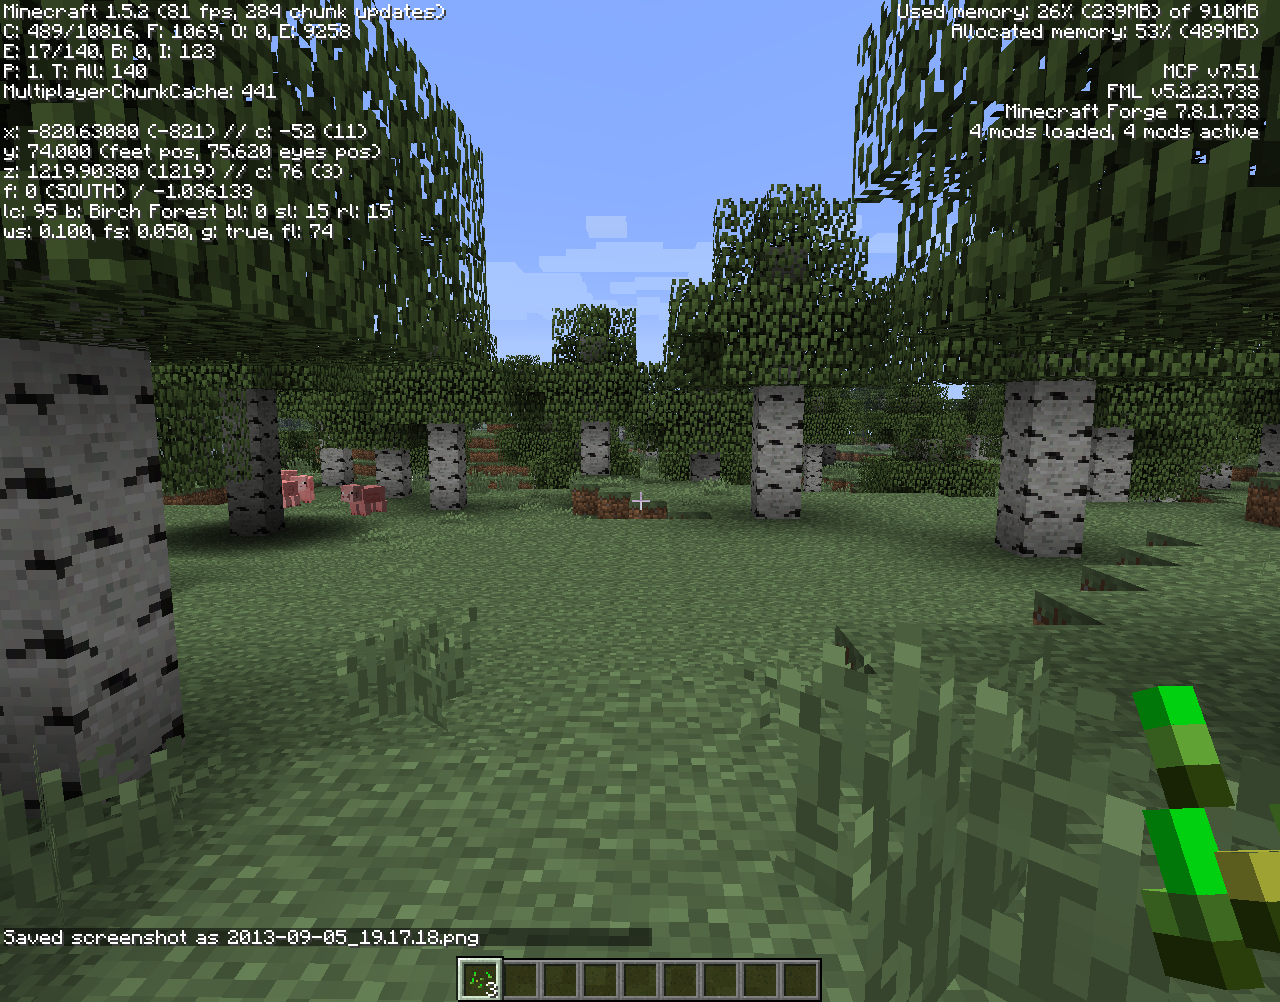 Minecraft 1.5.2 (81 fps, 284 chunk updates)
C: 489/10816. F: 1069, O: 0, E: 9258
E: 17/140. B: 0, I: 123
P: 1. T: All: 140
MultiplayerChunkCache: 441
x: -820.63080 (-821) // c: -52 (11)
y: 74.000 (feet pos, 75.620 eyes pos)
z: 1219.90380 (1219) // c: 76 (3)
f: 0 (SOUTH) / -1.036133
lc: 95 b: Birch Forest bl: 0 sl: 15 rl: 15
ws: 0.100, fs: 0.050, g: true, fl: 74
Used memory: 26% (239MB) of 910MB
Allocated memory: 53% (489MB)
MCP v7.51
FML v5.2.23.738
Minecraft Forge 7.8.1.738
4 mods loaded, 4 mods active
Saved screenshot as 2013-09-05_19.17.18.png
3